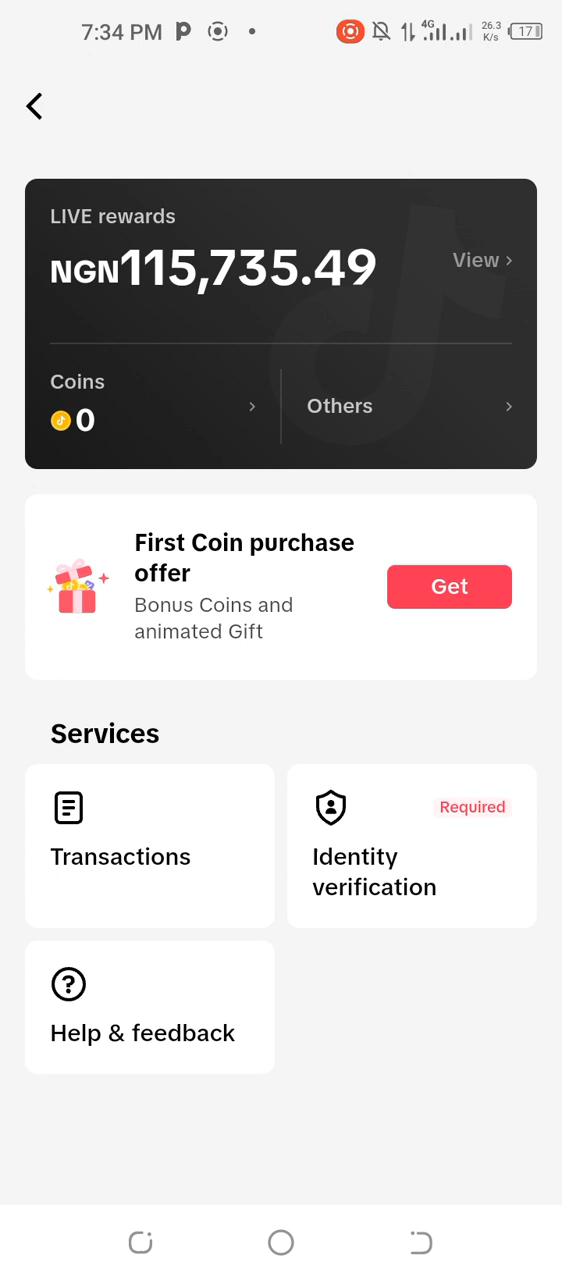 7:34 PM
4G
26.3
K/s
17
LIVE rewards
NGN115,735.49
View
Coins
0
Others
First Coin purchase
offer
Bonus Coins and
animated Gift
Get
Services
Transactions
Required
Identity
verification
Help & feedback